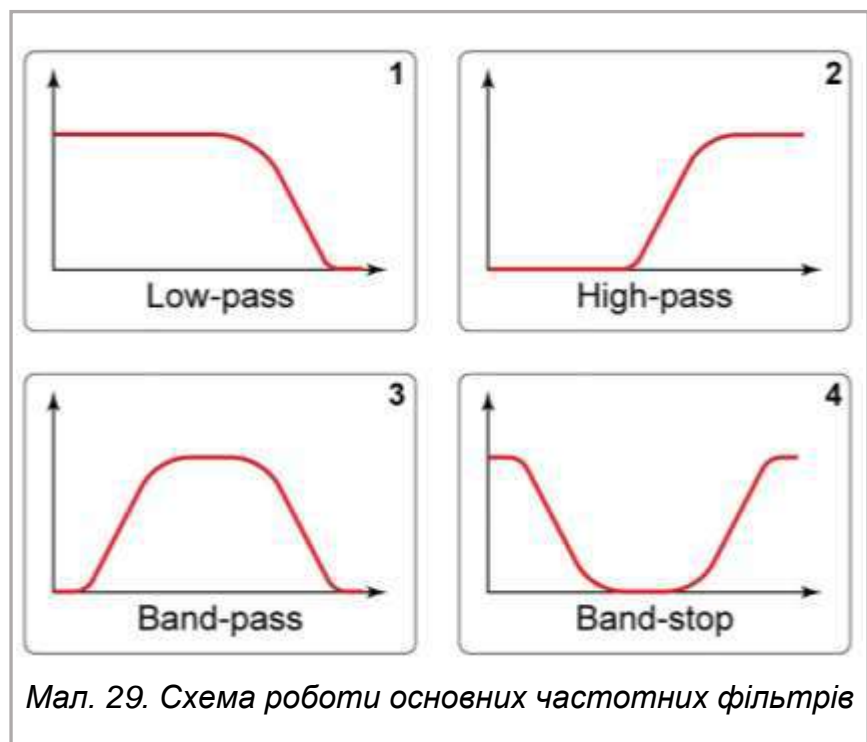 1
Low-pass
2
High-pass
3
Band-pass
4
Band-stop
Мал. 29. Схема роботи основних частотних фільтрів